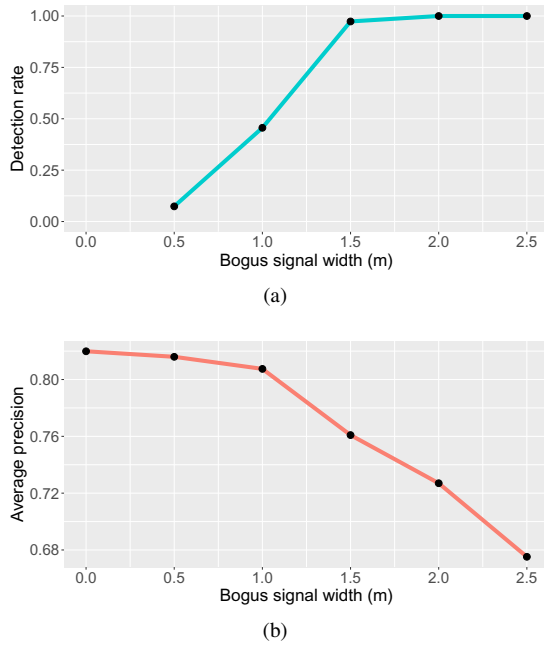 1.00
0.75
0.50
0.25
0.00
Detection rate
0.0 0.5 1.0 1.5 2.0 2.5
Bogus signal width (m)
(a)
0.80
0.76
0.72
0.68
Average precision
0.0 0.5 1.0 1.5 2.0 2.5
Bogus signal width (m)
(b)